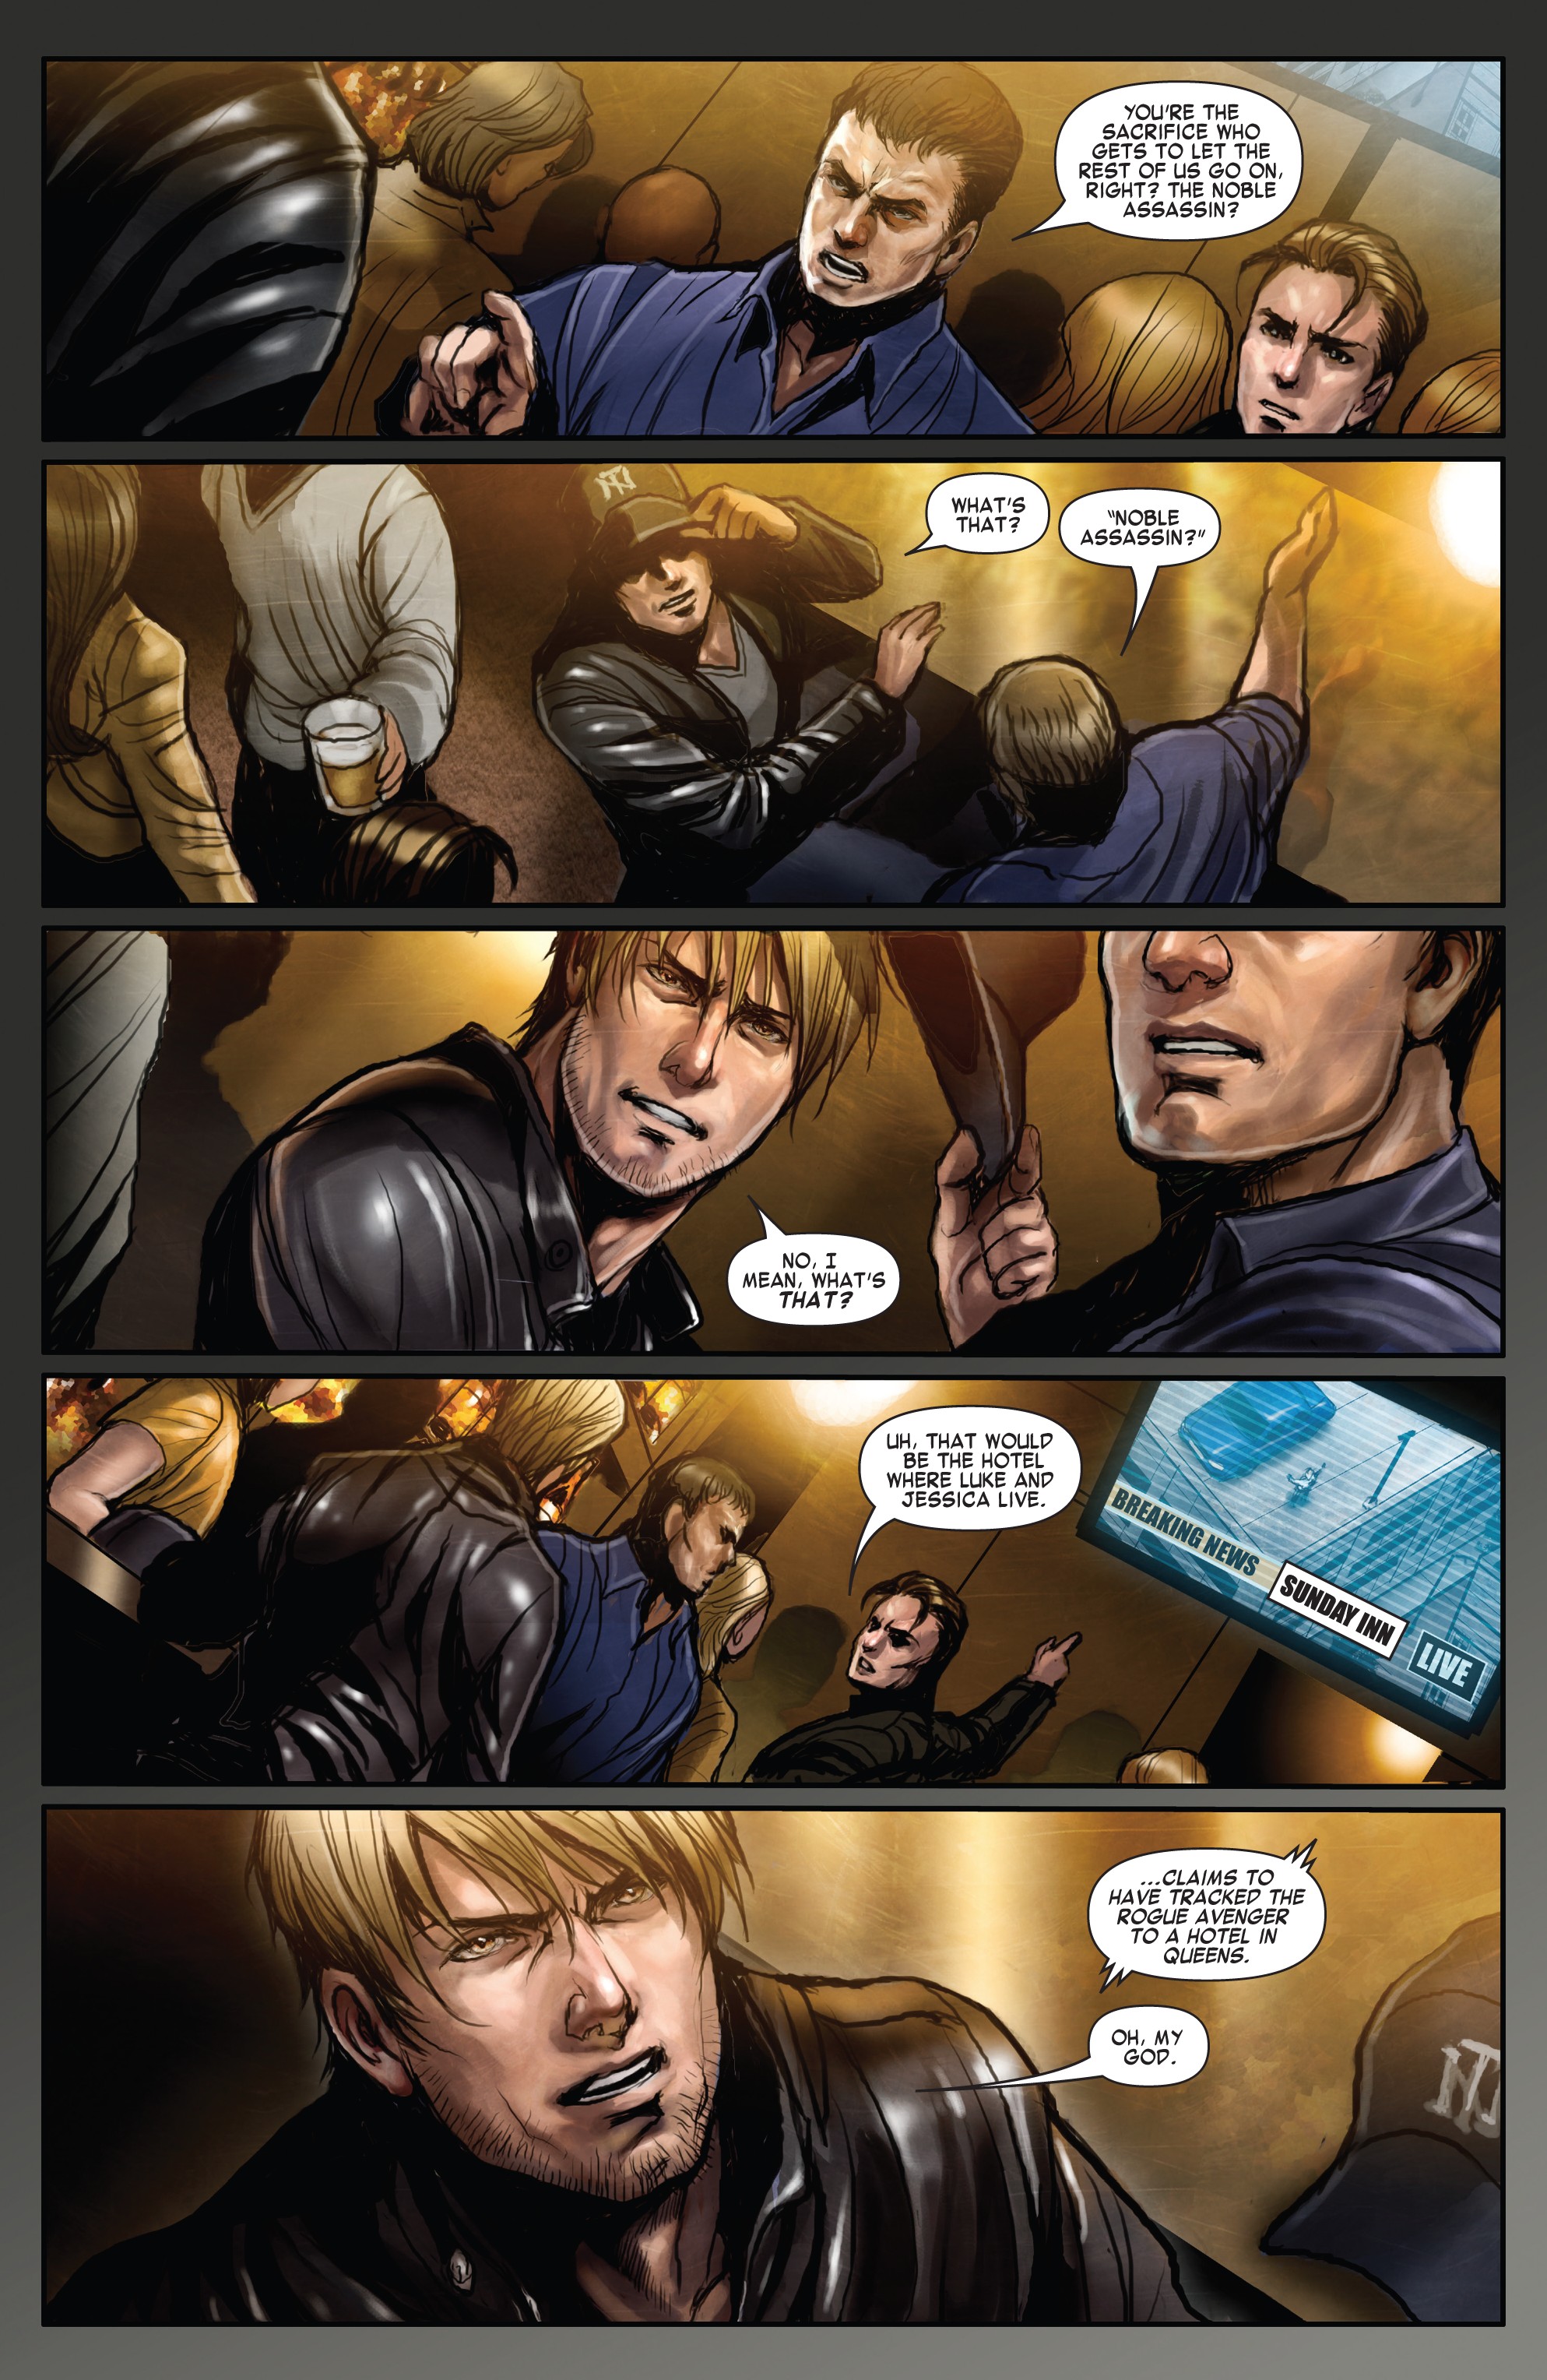 YOU'RE THE
SACRIFICE WHO
GETS TO LET THE
REST OF US GO ON,
RIGHT? THE NOBLE
ASSASSIN?
NY
WHAT'S
THAT?
"NOBLE
ASSASSIN?"
NO, I
MEAN, WHAT'S
THAT?
UH, THAT WOULD
BE THE HOTEL
WHERE LUKE AND
JESSICA LIVE.
BREAKING NEWS
SUNDAY INN
LIVE
...CLAIMS TO
HAVE TRACKED THE
ROGUE AVENGER
TO A HOTEL IN
QUEENS.
OH, MY
GOD.
NY